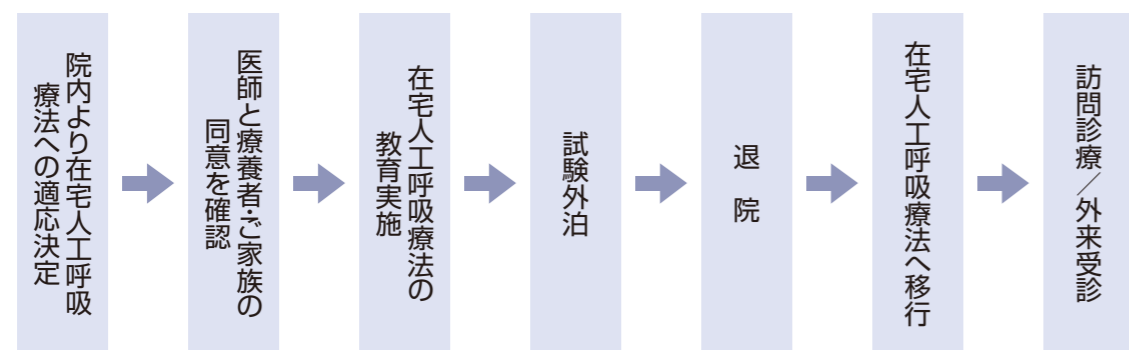 院内より在宅人工呼吸
療法への適応決定
医師と療養者・ご家族の
同意を確認
在宅人工呼吸療法の
教育実施
試験外泊
退院
在宅人工呼吸療法へ移行
訪問診療／外来受診